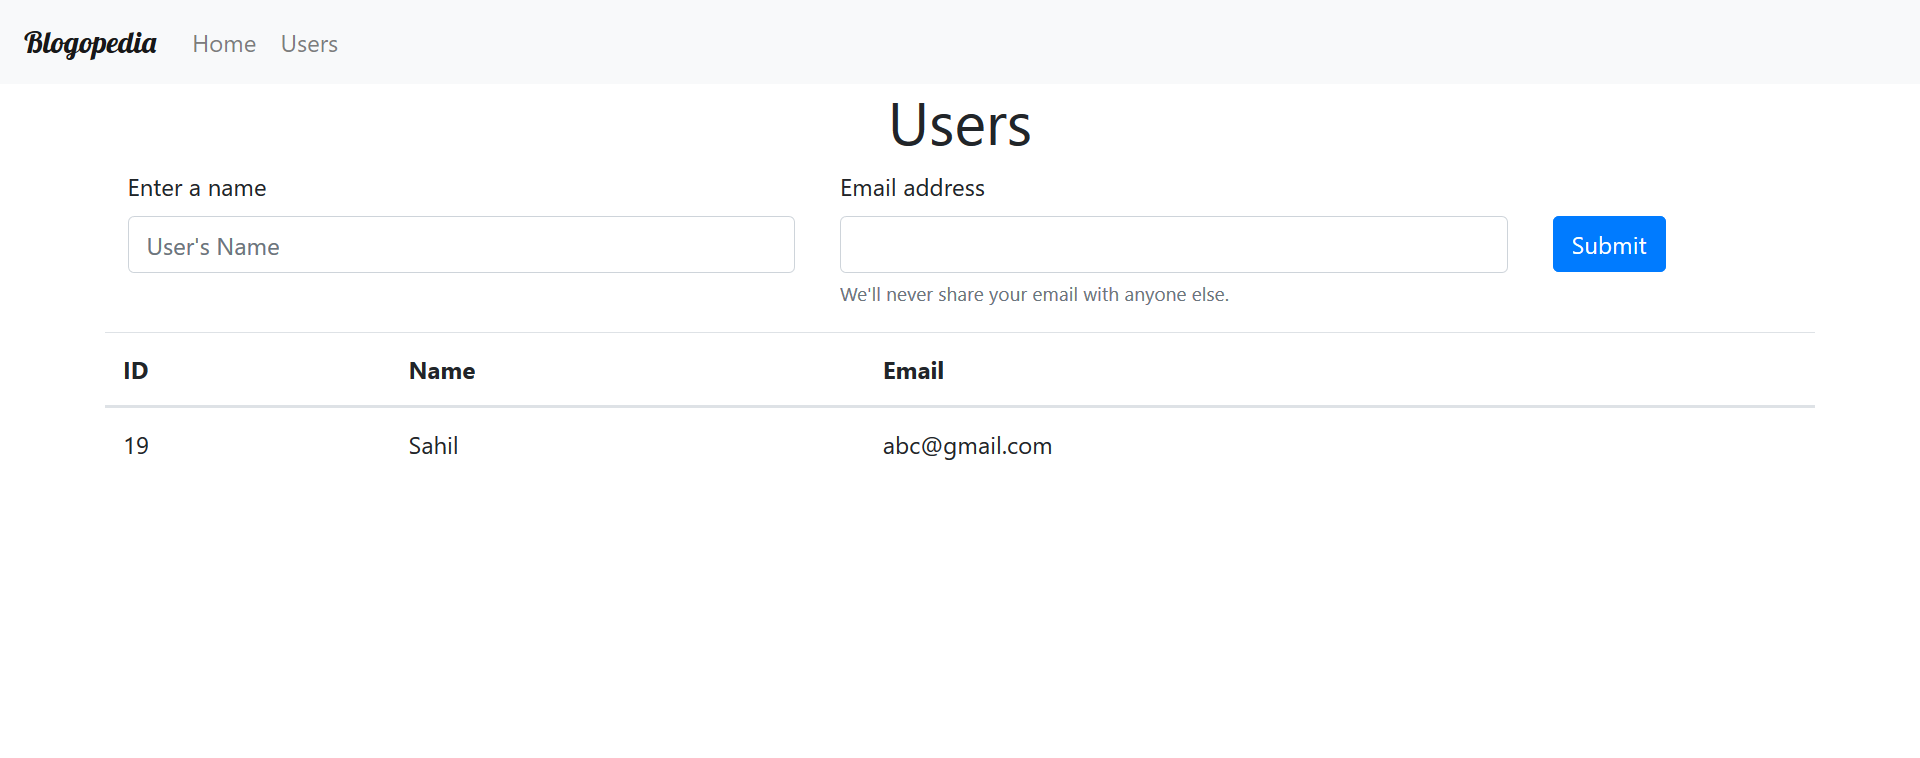 Blogopedia Home Users
Users
Enter a name
User's Name
Email address
We'll never share your email with anyone else.
Submit
ID Name Email
19 Sahil abc@gmail.com